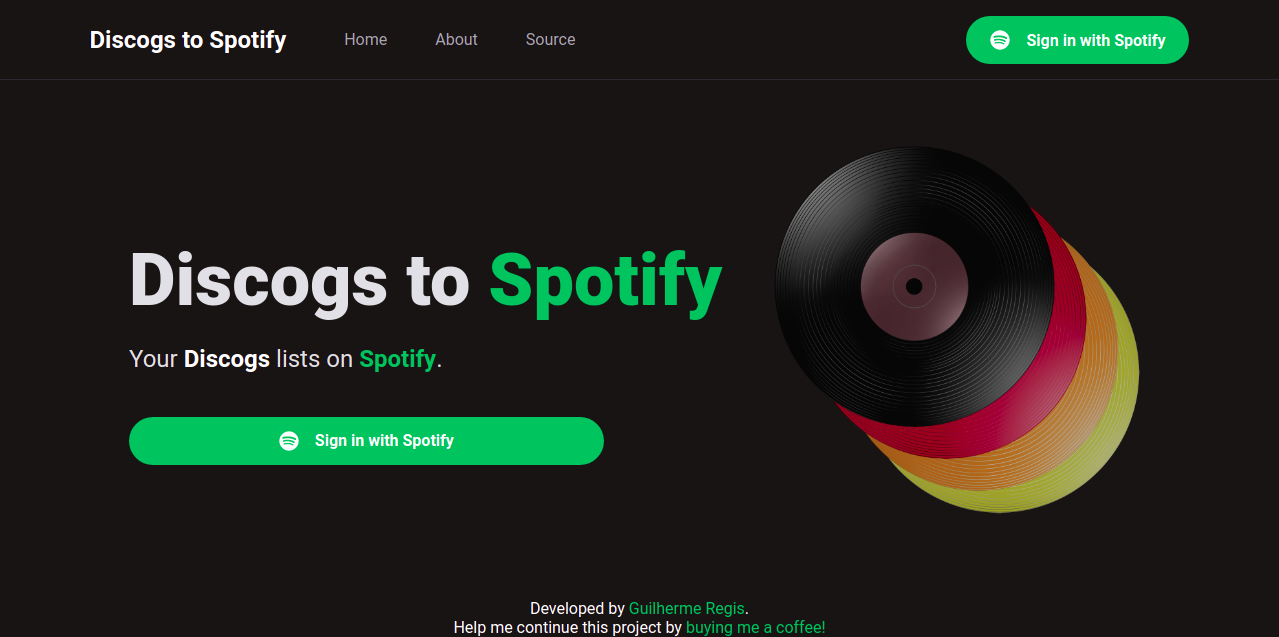 Discogs to Spotify Home About Source Sign in with Spotify
Discogs to Spotify
Your Discogs lists on Spotify.
Sign in with Spotify
Developed by Guilherme Regis.
Help me continue this project by buying me a coffee!